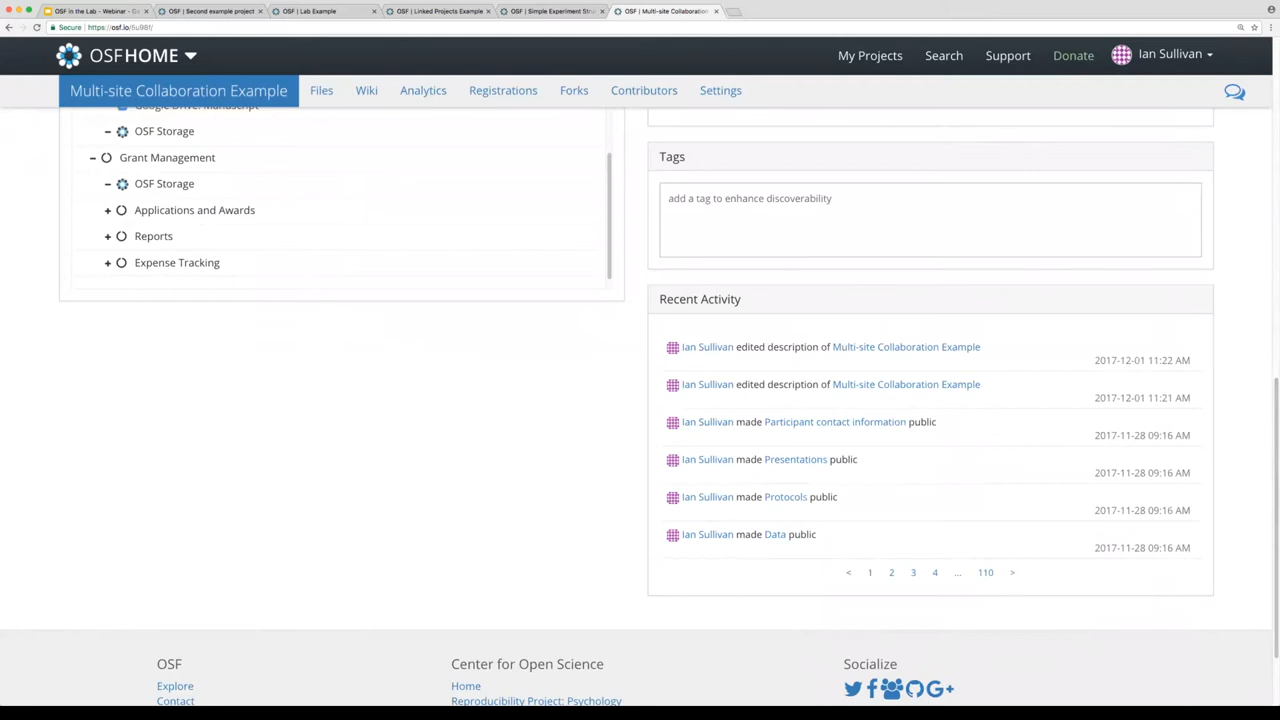 OSF in the Lab - Webinar - G
OSF | Second example project
OSF | Lab Example
OSF | Linked Projects Example
OSF | Simple Experiment Stru
OSF | Multi-site Collaboration
Secure | https://osf.io/5u98f/
OSFHOME
My Projects
Search
Support
Donate
Ian Sullivan
Multi-site Collaboration Example
Files
Wiki
Analytics
Registrations
Forks
Contributors
Settings
Google Drive: Manuscript
OSF Storage
Grant Management
OSF Storage
Applications and Awards
Reports
Expense Tracking
Tags
add a tag to enhance discoverability
Recent Activity
Ian Sullivan edited description of Multi-site Collaboration Example
2017-12-01 11:22 AM
Ian Sullivan edited description of Multi-site Collaboration Example
2017-12-01 11:21 AM
Ian Sullivan made Participant contact information public
2017-11-28 09:16 AM
Ian Sullivan made Presentations public
2017-11-28 09:16 AM
Ian Sullivan made Protocols public
2017-11-28 09:16 AM
Ian Sullivan made Data public
2017-11-28 09:16 AM
< 1 2 3 4 ... 110 >
OSF
Explore
Contact
Center for Open Science
Home
Reproducibility Project: Psychology
Socialize